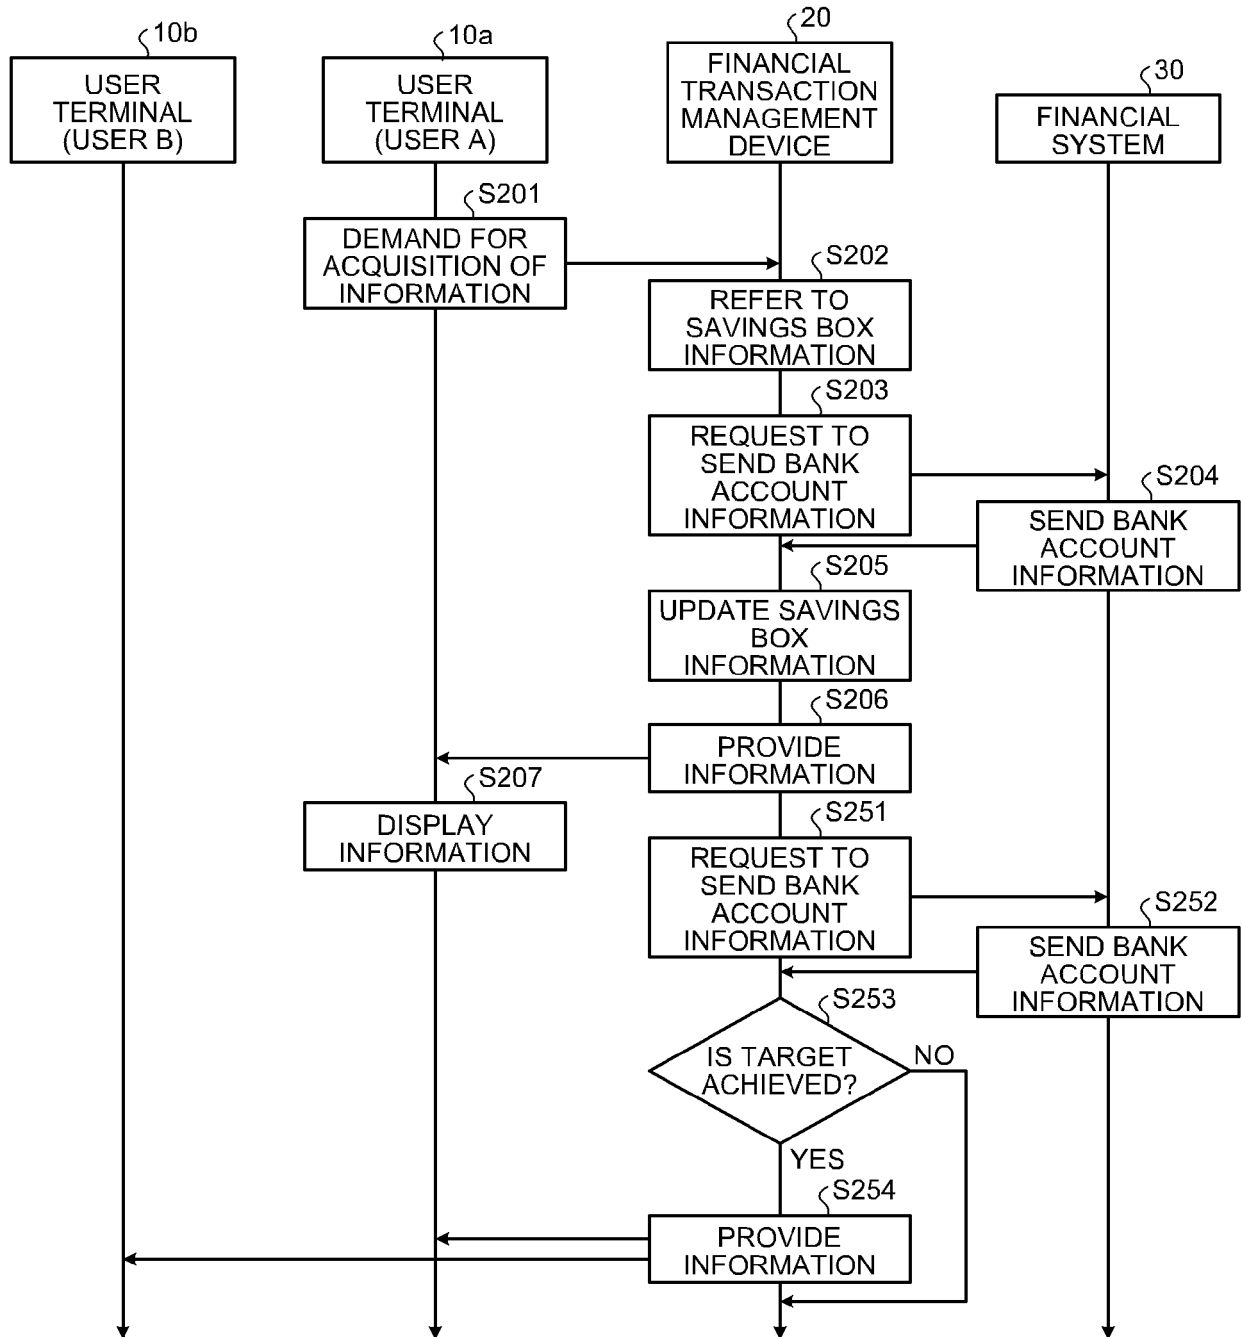 10b
USER
TERMINAL
(USER B)
10a
USER
TERMINAL
(USER A)
20
FINANCIAL
TRANSACTION
MANAGEMENT
DEVICE
30
FINANCIAL
SYSTEM
S201
DEMAND FOR
ACQUISITION OF
INFORMATION
S202
REFER TO
SAVINGS BOX
INFORMATION
S203
REQUEST TO
SEND BANK
ACCOUNT
INFORMATION
S204
SEND BANK
ACCOUNT
INFORMATION
S205
UPDATE SAVINGS
BOX
INFORMATION
S206
PROVIDE
INFORMATION
S207
DISPLAY
INFORMATION
S251
REQUEST TO
SEND BANK
ACCOUNT
INFORMATION
S252
SEND BANK
ACCOUNT
INFORMATION
S253
IS TARGET
ACHIEVED?
NO
YES
S254
PROVIDE
INFORMATION